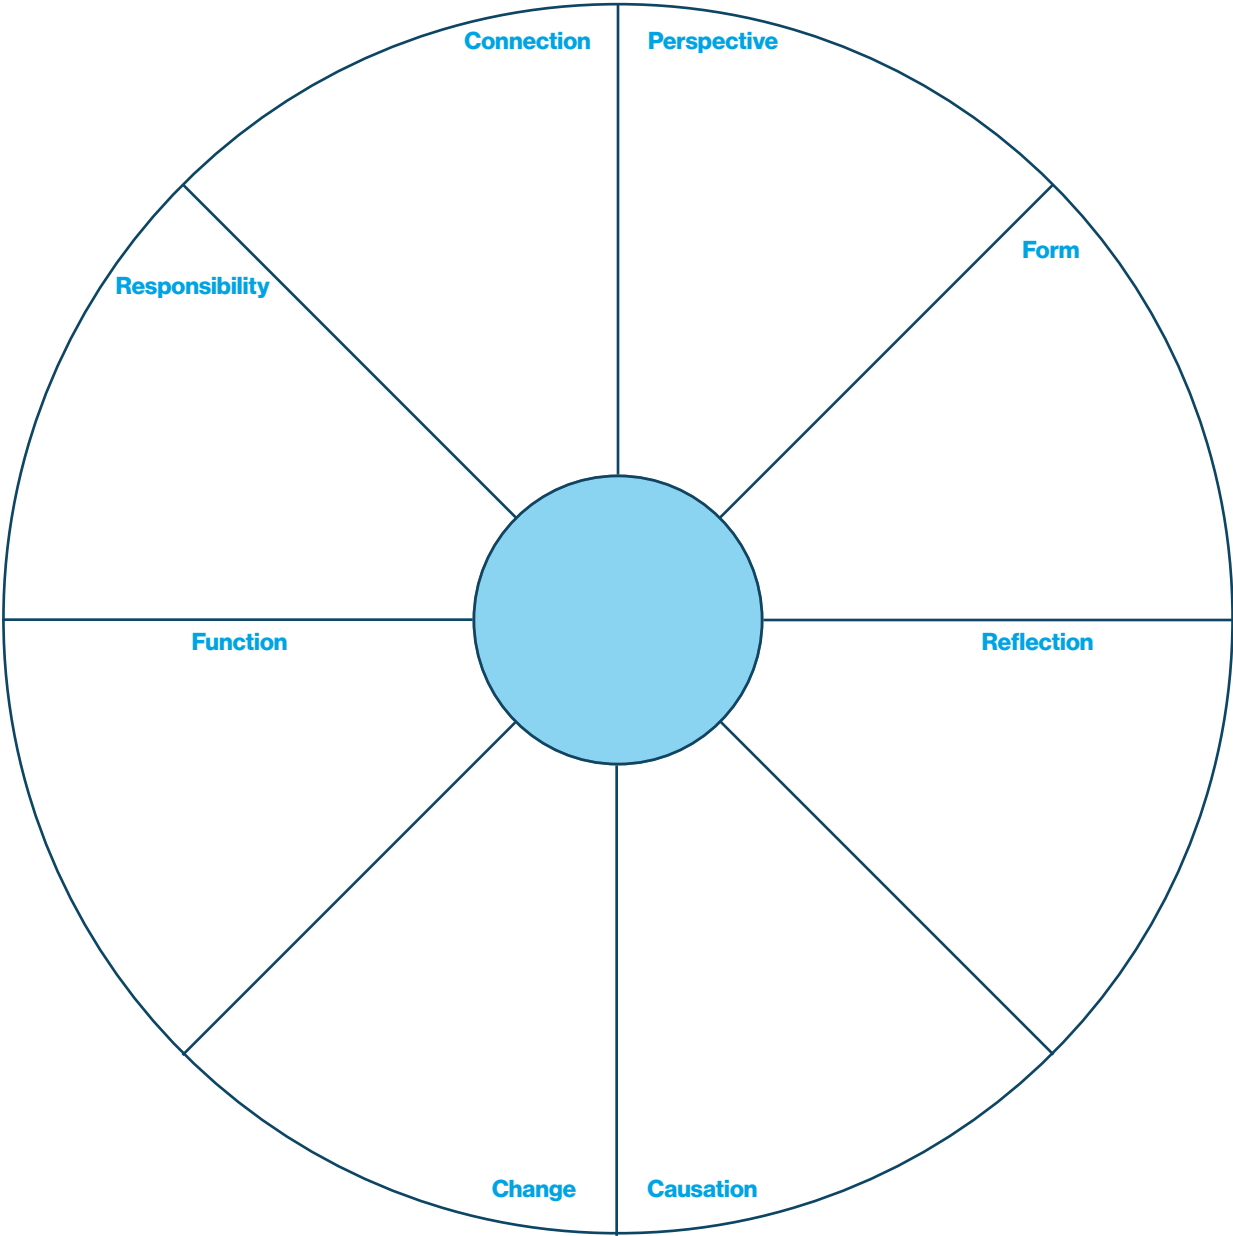 Connection
Perspective
Form
Responsibility
Function
Reflection
Change
Causation